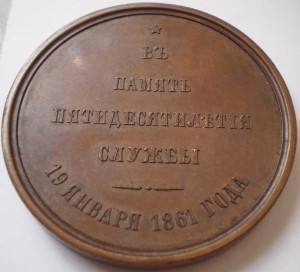 ВЪ
ПАМЯТЬ
ПЯТИДЕСЯТИЛѢТІЯ
СЛУЖБЫ
19 ЯНВАРЯ 1861 ГОДА